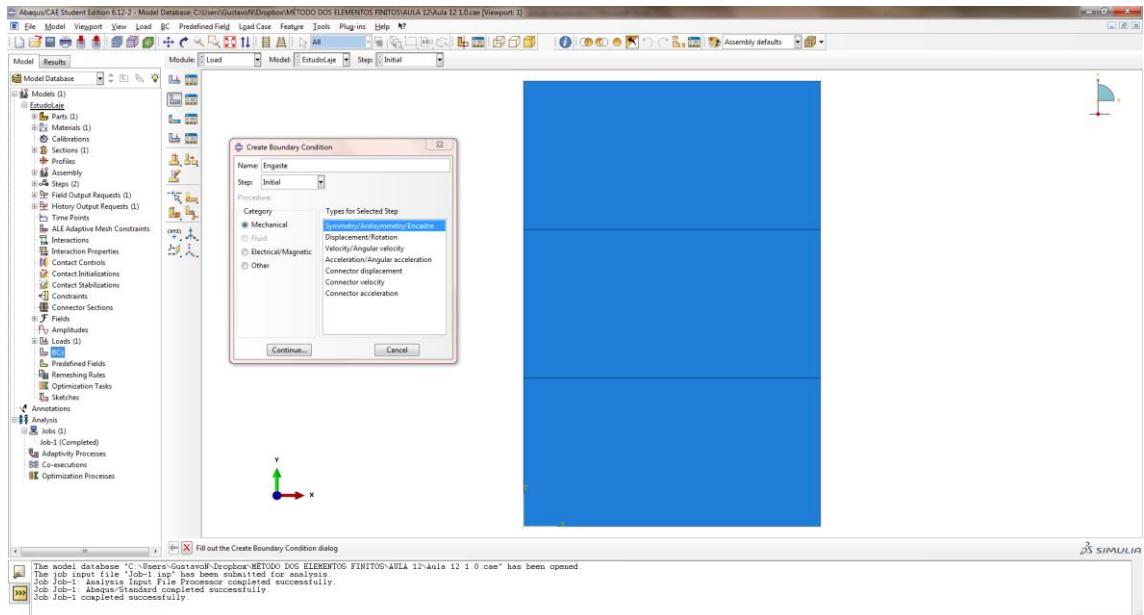 Abaqus/CAE Student Edition 6.12-2 - Model Database: C:\Users\GustavoN\Dropbox\MÉTODO DOS ELEMENTOS FINITOS\AULA 12\Aula 12 1.0.cae [Viewport: 1]
File Model Viewport View Load BC Predefined Field Load Case Feature Tools Plug-ins Help
All
Assembly defaults
Model Results
Module: Load Model: EstudoLaje Step: Initial
Model Database
Models (1)
EstudoLaje
Parts (1)
Materials (1)
Calibrations
Sections (1)
Profiles
Assembly
Steps (2)
Field Output Requests (1)
History Output Requests (1)
Time Points
ALE Adaptive Mesh Constraints
Interactions
Interaction Properties
Contact Controls
Contact Initializations
Contact Stabilizations
Constraints
Connector Sections
Fields
Amplitudes
Loads (1)
BCs
Predefined Fields
Remeshing Rules
Optimization Tasks
Sketches
Annotations
Analysis
Jobs (1)
Job-1 (Completed)
Adaptivity Processes
Co-executions
Optimization Processes
Create Boundary Condition
Name: Engaste
Step: Initial
Procedure:
Category
Mechanical
Fluid
Electrical/Magnetic
Other
Types for Selected Step
Symmetry/Antisymmetry/Encastre
Displacement/Rotation
Velocity/Angular velocity
Acceleration/Angular acceleration
Connector displacement
Connector velocity
Connector acceleration
Continue... Cancel
Y
X
Fill out the Create Boundary Condition dialog
SIMULIA
The model database "C:\Users\GustavoN\Dropbox\MÉTODO DOS ELEMENTOS FINITOS\AULA 12\Aula 12 1.0.cae" has been opened.
The job input file "Job-1.inp" has been submitted for analysis.
Job Job-1: Analysis Input File Processor completed successfully.
Job Job-1: Abaqus/Standard completed successfully.
Job Job-1 completed successfully.